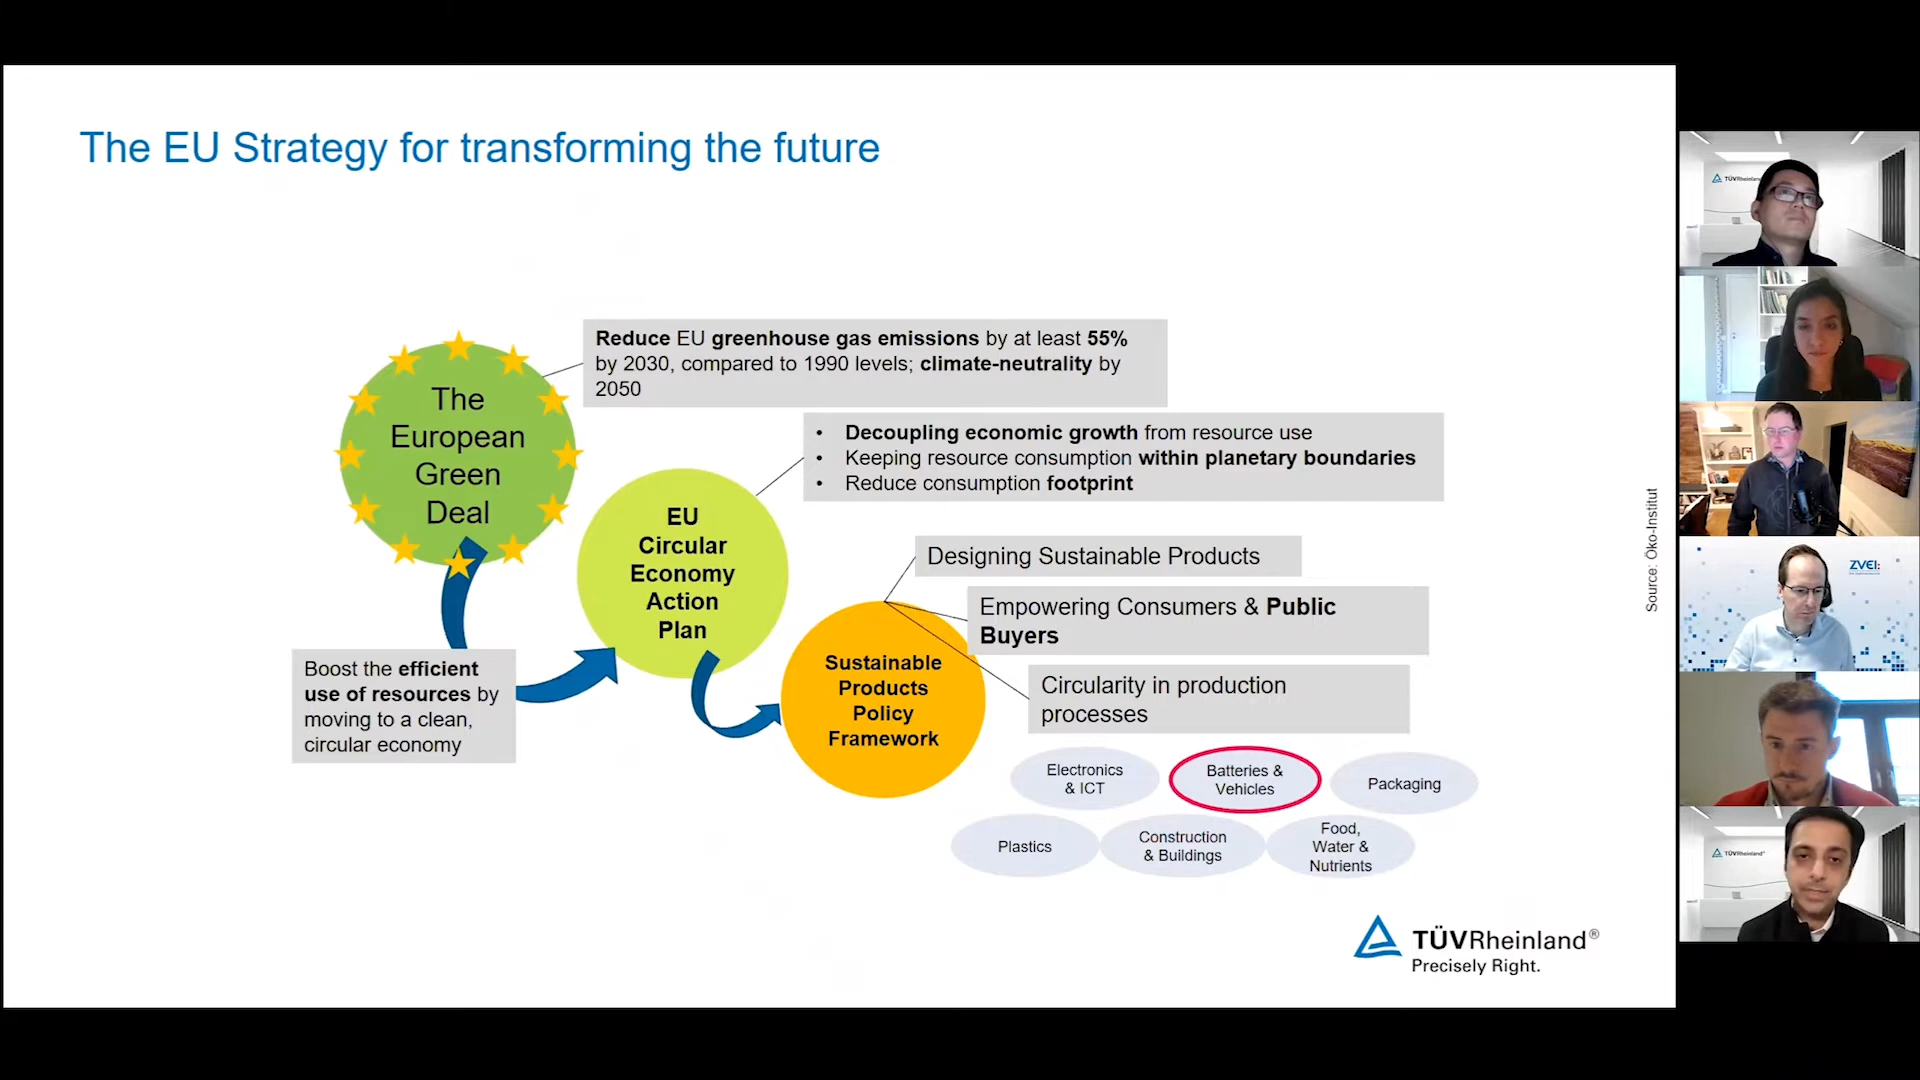 The EU Strategy for transforming the future
The
European
Green
Deal
Reduce EU greenhouse gas emissions by at least 55%
by 2030, compared to 1990 levels; climate-neutrality by
2050
• Decoupling economic growth from resource use
• Keeping resource consumption within planetary boundaries
• Reduce consumption footprint
EU
Circular
Economy
Action
Plan
Boost the efficient
use of resources by
moving to a clean,
circular economy
Designing Sustainable Products
Empowering Consumers & Public
Buyers
Circularity in production
processes
Sustainable
Products
Policy
Framework
Electronics
& ICT
Batteries &
Vehicles
Packaging
Plastics
Construction
& Buildings
Food,
Water &
Nutrients
Source: Öko-Institut
TÜVRheinland®
Precisely Right.
TÜVRheinland
ZVEI:
TÜVRheinland®